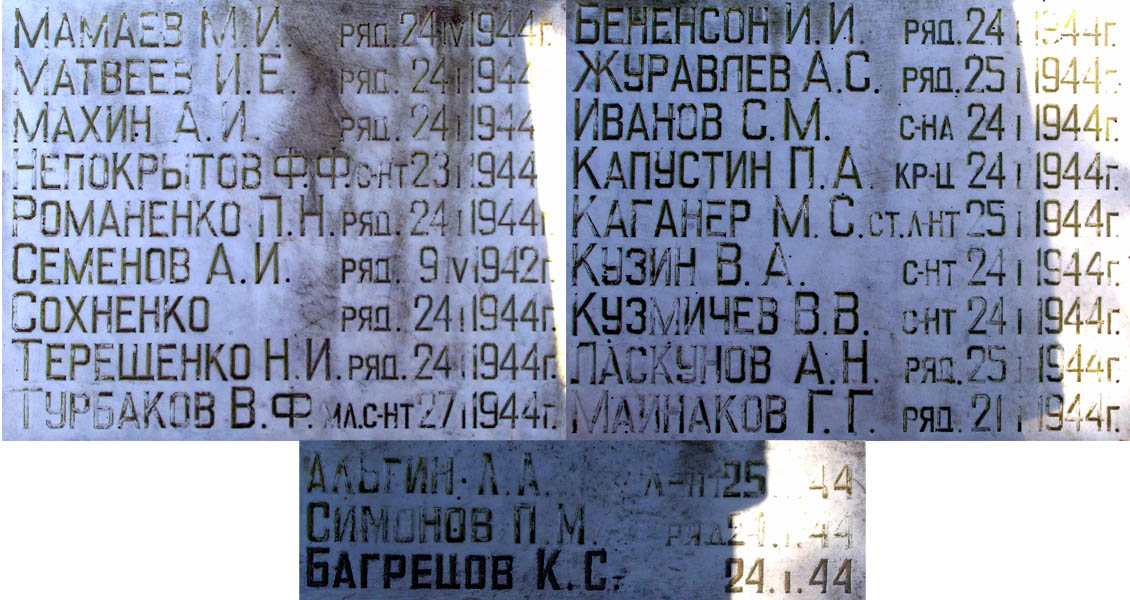 Мамаев М.И. ряд. 24 IV 1944г.
Матвеев И.Е. ряд. 24 I 1944г.
Махин А.И. ряд. 24 I 1944
Непокрытов Ф.Ф. с-нт 23 I 1944
Романенко П.Н. ряд. 24 I 1944г.
Семенов А.И. ряд. 9 IV 1942г.
Сохненко ряд. 24 I 1944г.
Терещенко Н.И. ряд. 24 I 1944г.
Турбаков В.Ф. мл.с-нт 27 I 1944г.
Бененсон И.И. ряд. 24 I 1944г.
Журавлев А.С. ряд. 25 I 1944г.
Иванов С.М. с-на 24 I 1944г.
Капустин П.А. кр-ц 24 I 1944г.
Каганер М.С. ст.л-нт 25 I 1944г.
Кузин В.А. с-нт 24 I 1944г.
Кузмичев В.В. с-нт 24 I 1944г.
Ласкунов А.Н. ряд. 25 I 1944г.
Майнаков Г.Г. ряд. 21 I 1944г.
Альгин.Л.А. 25 44
Симонов П.М. ряд 24.I.44
Багрецов К.С. 24.I.44